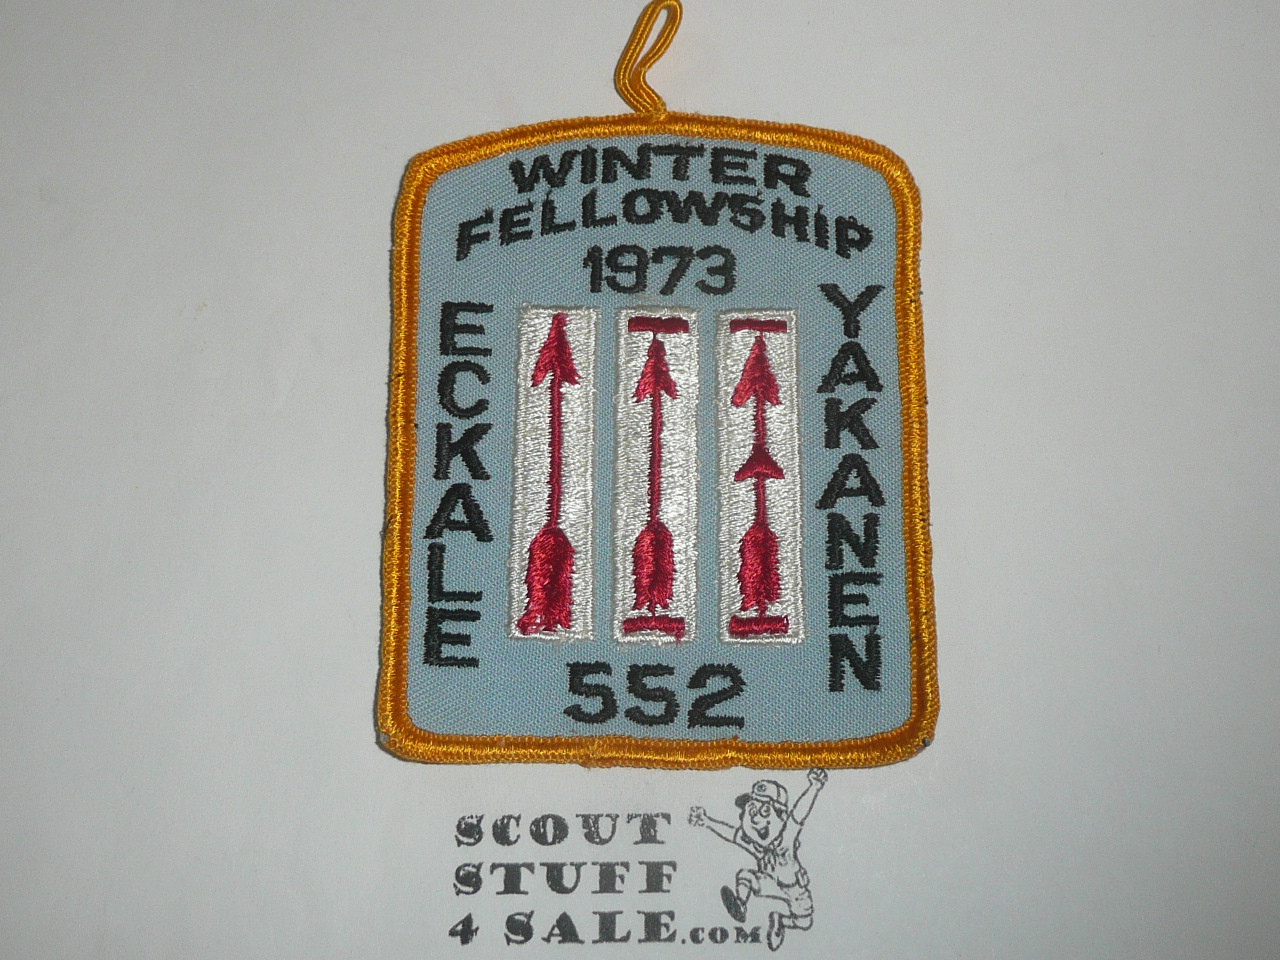 WINTER
FELLOWSHIP
1973
ECKALE
YAKANEN
552
SCOUT
STUFF
4 SALE.COM